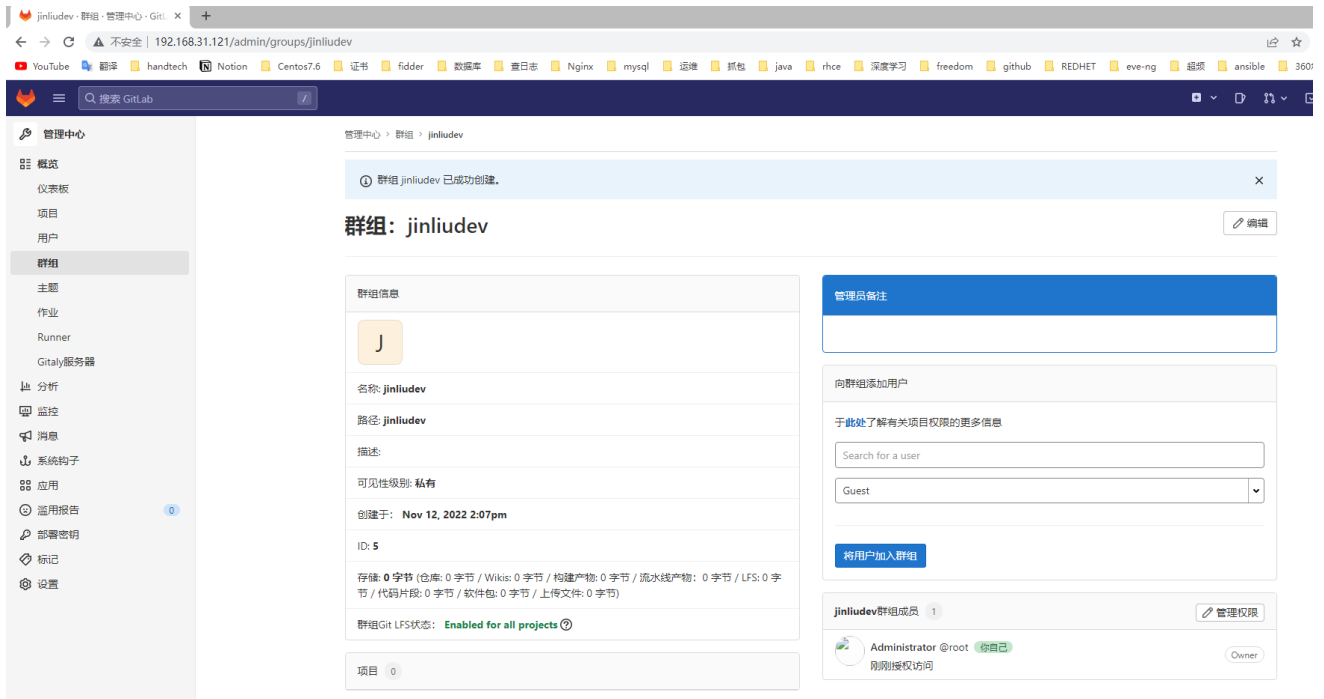 jinliudev · 群组 · 管理中心 · GitL
不安全 | 192.168.31.121/admin/groups/jinliudev
YouTube 翻译 handtech Notion Centos7.6 证书 fidder 数据库 查日志 Nginx mysql 运维 抓包 java rhce 深度学习 freedom github REDHET eve-ng 超频 ansible
搜索 GitLab /
管理中心
概览
仪表板
项目
用户
群组
主题
作业
Runner
Gitaly服务器
分析
监控
消息
系统钩子
应用
滥用报告 0
部署密钥
标记
设置
管理中心 > 群组 > jinliudev
群组 jinliudev 已成功创建。
群组：jinliudev
编辑
群组信息
J
名称: jinliudev
路径: jinliudev
描述:
可见性级别: 私有
创建于： Nov 12, 2022 2:07pm
ID: 5
存储: 0 字节 (仓库: 0 字节 / Wikis: 0 字节 / 构建产物: 0 字节 / 流水线产物：0 字节 / LFS: 0 字
节 / 代码片段: 0 字节 / 软件包: 0 字节 / 上传文件: 0 字节)
群组Git LFS状态： Enabled for all projects
项目 0
管理员备注
向群组添加用户
于此处了解有关项目权限的更多信息
Search for a user
Guest
将用户加入群组
jinliudev群组成员 1
管理权限
Administrator @root 你自己
刚刚授权访问
Owner